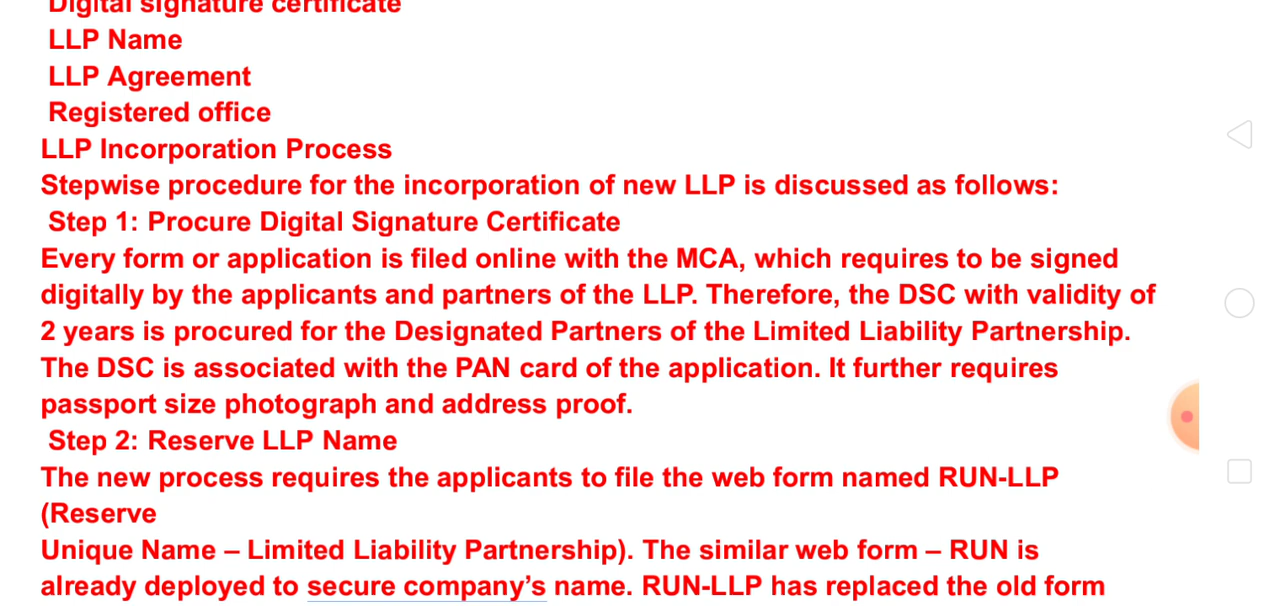 Digital signature certificate
LLP Name
LLP Agreement
Registered office
LLP Incorporation Process
Stepwise procedure for the incorporation of new LLP is discussed as follows:
Step 1: Procure Digital Signature Certificate
Every form or application is filed online with the MCA, which requires to be signed
digitally by the applicants and partners of the LLP. Therefore, the DSC with validity of
2 years is procured for the Designated Partners of the Limited Liability Partnership.
The DSC is associated with the PAN card of the application. It further requires
passport size photograph and address proof.
Step 2: Reserve LLP Name
The new process requires the applicants to file the web form named RUN-LLP
(Reserve
Unique Name – Limited Liability Partnership). The similar web form – RUN is
already deployed to secure company’s name. RUN-LLP has replaced the old form